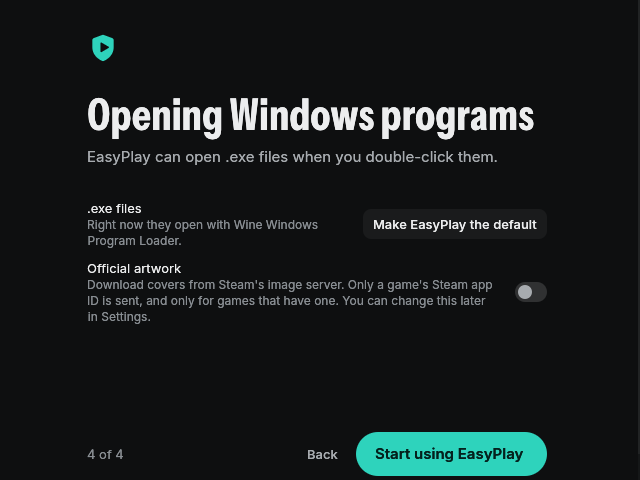 Opening Windows programs
EasyPlay can open .exe files when you double-click them.
.exe files
Right now they open with Wine Windows
Program Loader.
Make EasyPlay the default
Official artwork
Download covers from Steam's image server. Only a game's Steam app
ID is sent, and only for games that have one. You can change this later
in Settings.
4 of 4
Back
Start using EasyPlay